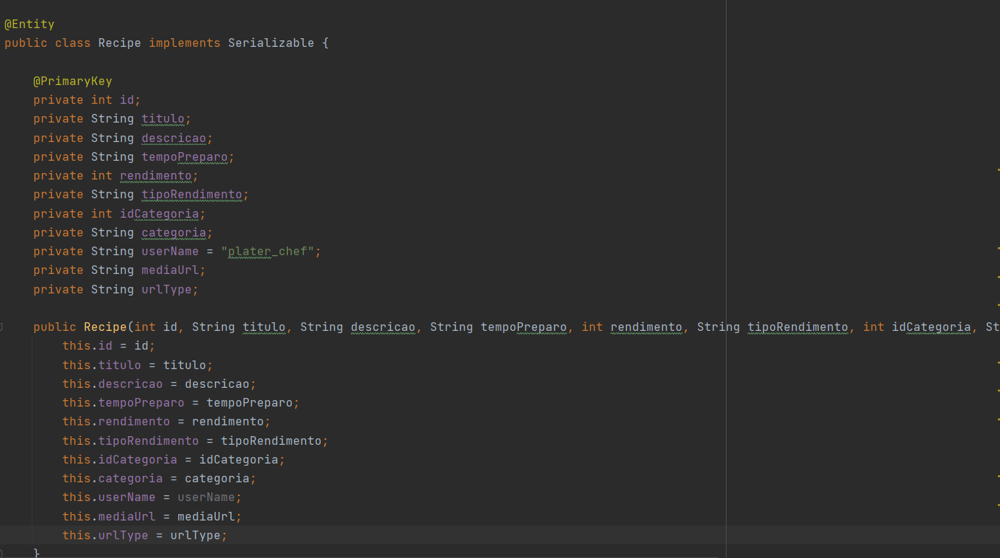 @Entity
public class Recipe implements Serializable {
@PrimaryKey
private int id;
private String titulo;
private String descricao;
private String tempoPreparo;
private int rendimento;
private String tipoRendimento;
private int idCategoria;
private String categoria;
private String userName = "plater_chef";
private String mediaUrl;
private String urlType;
public Recipe(int id, String titulo, String descricao, String tempoPreparo, int rendimento, String tipoRendimento, int idCategoria, St
this.id = id;
this.titulo = titulo;
this.descricao = descricao;
this.tempoPreparo = tempoPreparo;
this.rendimento = rendimento;
this.tipoRendimento = tipoRendimento;
this.idCategoria = idCategoria;
this.categoria = categoria;
this.userName = userName;
this.mediaUrl = mediaUrl;
this.urlType = urlType;
}